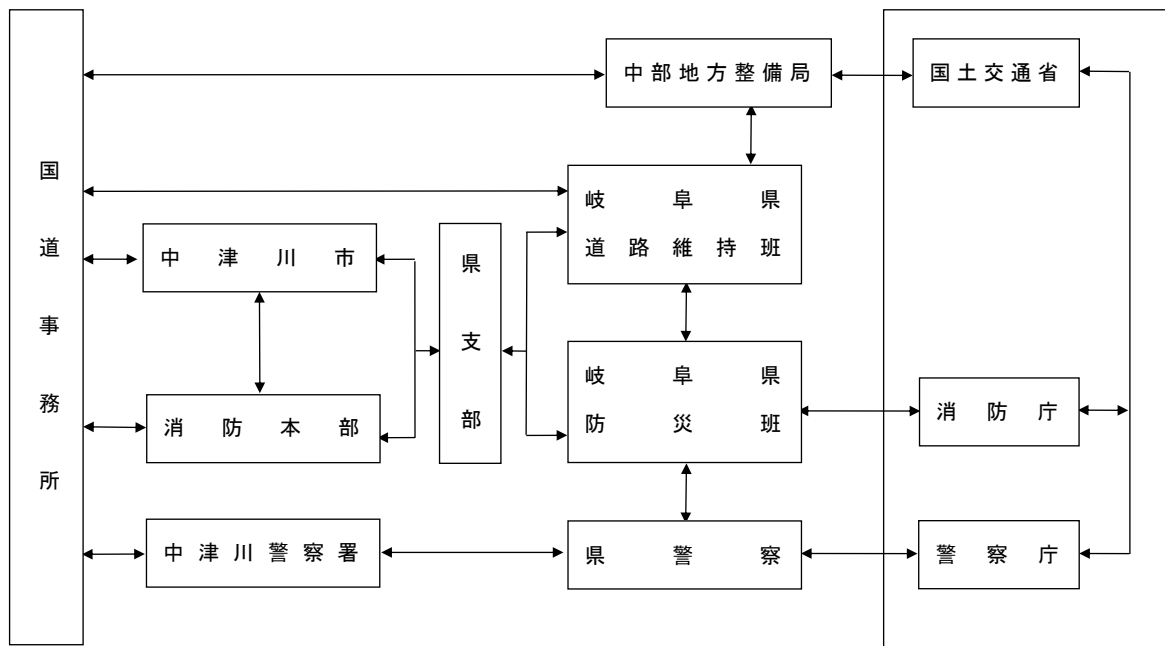 国道事務所
中部地方整備局
国土交通省
岐阜県
道路維持班
中津川市
県支部
岐阜県
防災班
消防庁
消防本部
中津川警察署
県警察
警察庁